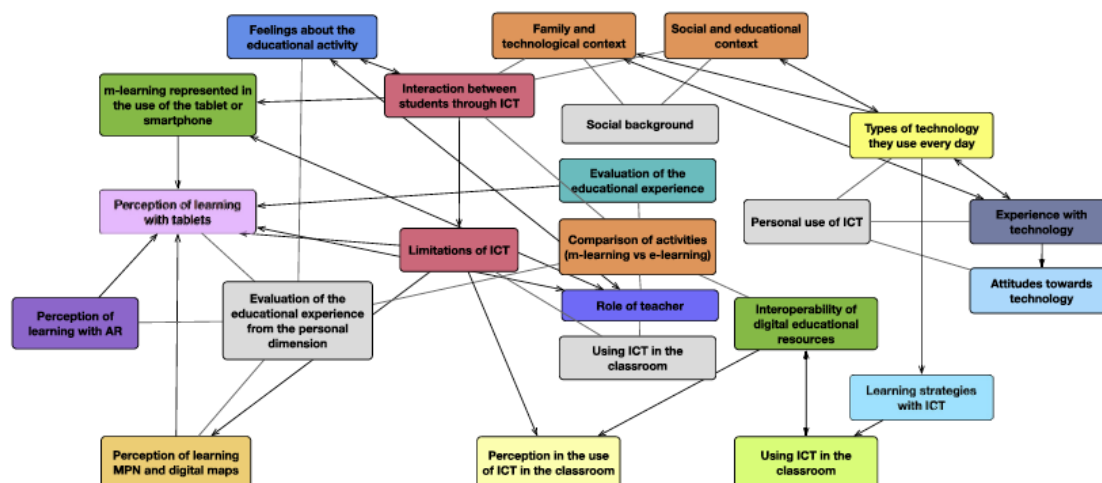 Feelings about the
educational activity
Family and
technological context
Social and educational
context
m-learning represented in
the use of the tablet or
smartphone
Interaction between
students through ICT
Social background
Types of technology
they use every day
Evaluation of the
educational experience
Perception of learning
with tablets
Limitations of ICT
Comparison of activities
(m-learning vs e-learning)
Personal use of ICT
Experience with
technology
Perception of
learning with AR
Evaluation of the
educational experience
from the personal
dimension
Role of teacher
Interoperability of
digital educational
resources
Attitudes towards
technology
Using ICT in the
classroom
Learning strategies
with ICT
Perception of learning
MPN and digital maps
Perception in the use
of ICT in the classroom
Using ICT in the
classroom